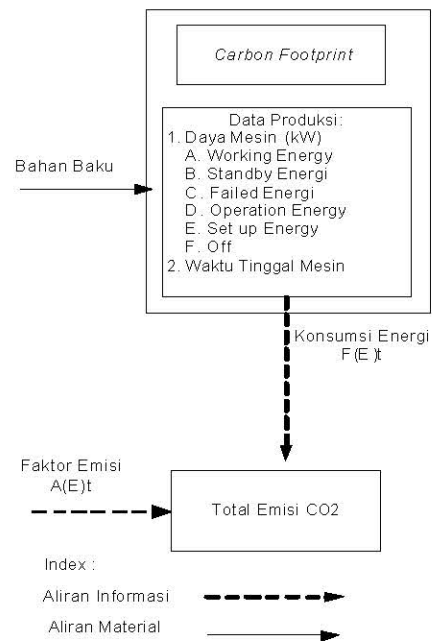 Carbon Footprint
Data Produksi:
1. Daya Mesin (kW)
A. Working Energy
B. Standby Energi
C. Failed Energi
D. Operation Energy
E. Set up Energy
F. Off
2. Waktu Tinggal Mesin
Bahan Baku
Konsumsi Energi
F(E)t
Faktor Emisi
A(E)t
Total Emisi CO2
Index :
Aliran Informasi
Aliran Material